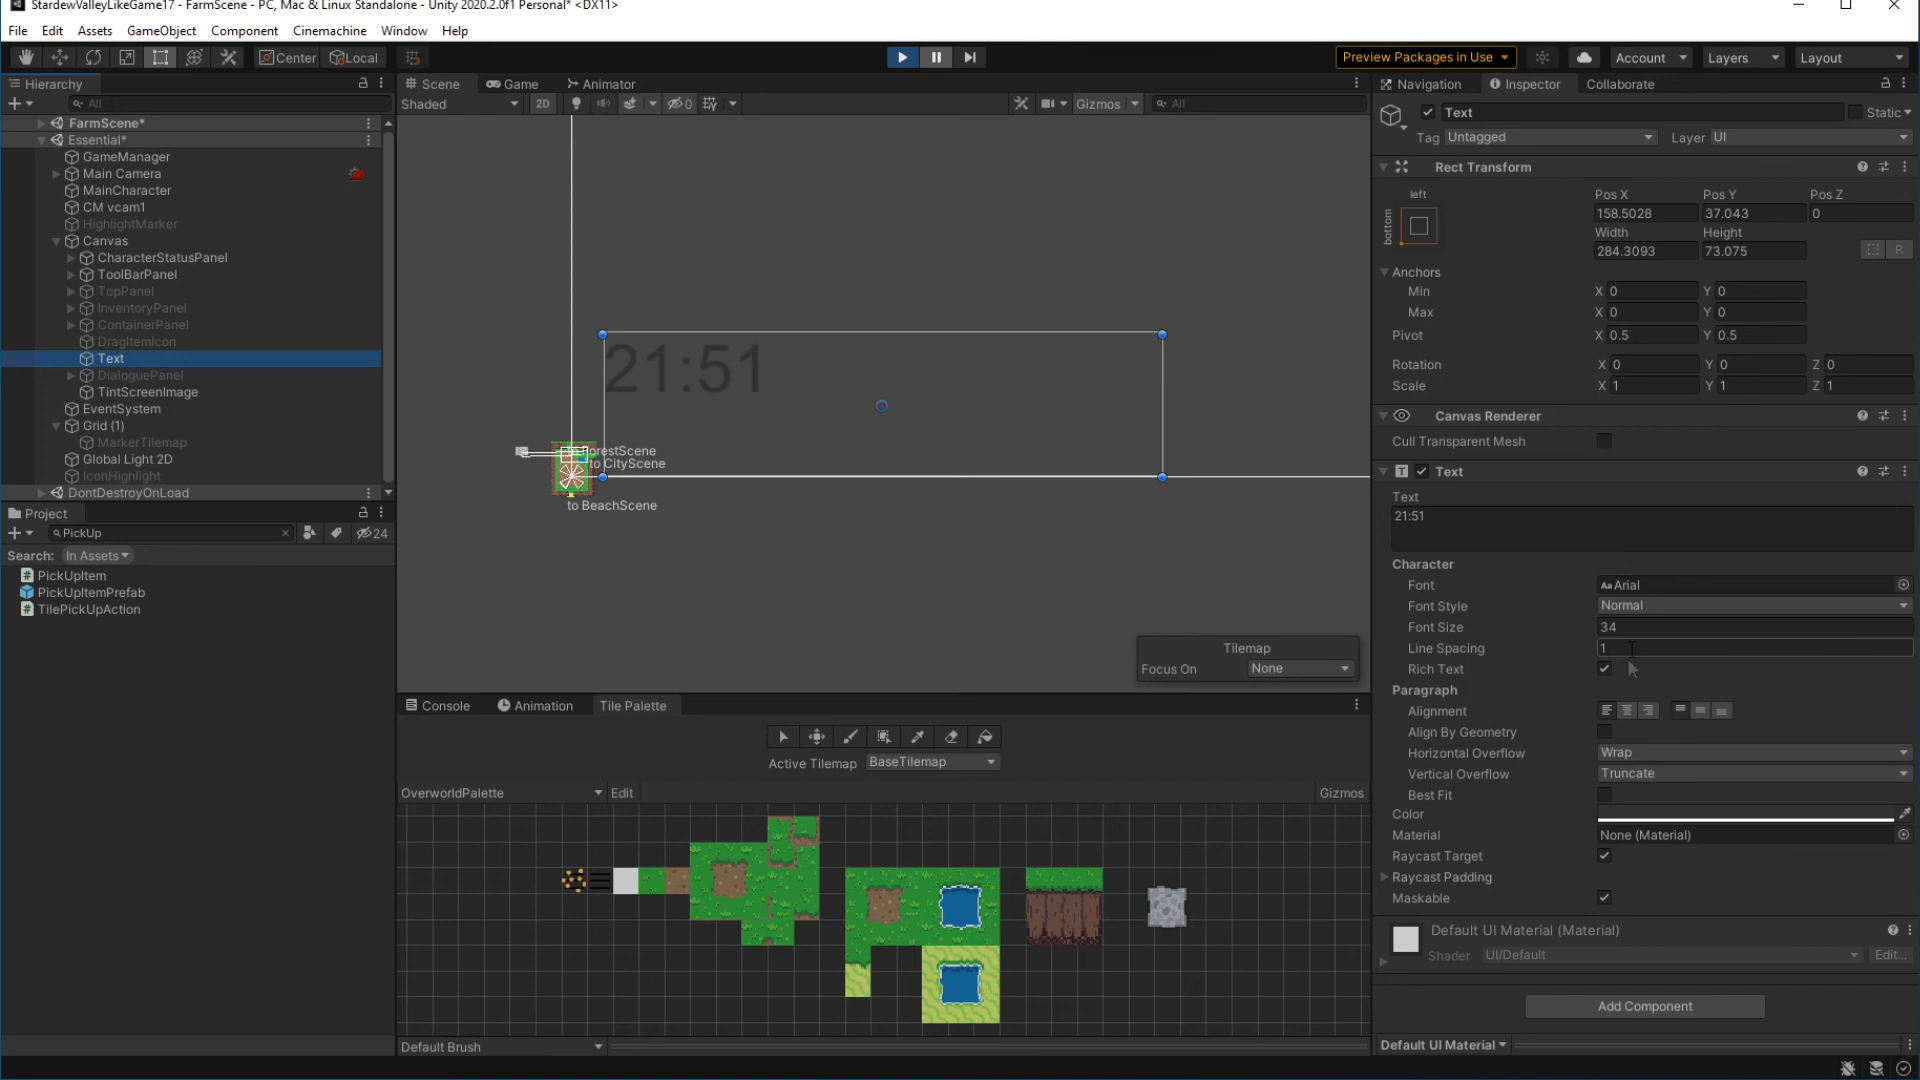 StardewValleyLikeGame17 - FarmScene - PC, Mac & Linux Standalone - Unity 2020.2.0f1 Personal* <DX11>
File Edit Assets GameObject Component Cinemachine Window Help
Center Local Preview Packages in Use Account Layers Layout
Hierarchy
All
FarmScene*
Essential*
GameManager
Main Camera
MainCharacter
CM vcam1
HighlightMarker
Canvas
CharacterStatusPanel
ToolBarPanel
TopPanel
InventoryPanel
ContainerPanel
DragItemIcon
Text
DialoguePanel
TintScreenImage
EventSystem
Grid (1)
MarkerTilemap
Global Light 2D
IconHighlight
DontDestroyOnLoad
Project
PickUp 24
Search: In Assets
PickUpItem
PickUpItemPrefab
TilePickUpAction
Scene Game Animator
Shaded 2D 0 Gizmos All
21:51
to CityScene
to BeachScene
Tilemap
Focus On None
Console Animation Tile Palette
Active Tilemap BaseTilemap
OverworldPalette Edit Gizmos
Default Brush
Navigation Inspector Collaborate
Text Static
Tag Untagged Layer UI
Rect Transform
left Pos X Pos Y Pos Z
bottom 158.5028 37.043 0
Width Height
284.3093 73.075 R
Anchors
Min X 0 Y 0
Max X 0 Y 0
Pivot X 0.5 Y 0.5
Rotation X 0 Y 0 Z 0
Scale X 1 Y 1 Z 1
Canvas Renderer
Cull Transparent Mesh
Text
Text
21:51
Character
Font Arial
Font Style Normal
Font Size 34
Line Spacing 1
Rich Text
Paragraph
Alignment
Align By Geometry
Horizontal Overflow Wrap
Vertical Overflow Truncate
Best Fit
Color
Material None (Material)
Raycast Target
Raycast Padding
Maskable
Default UI Material (Material)
Shader UI/Default Edit...
Add Component
Default UI Material